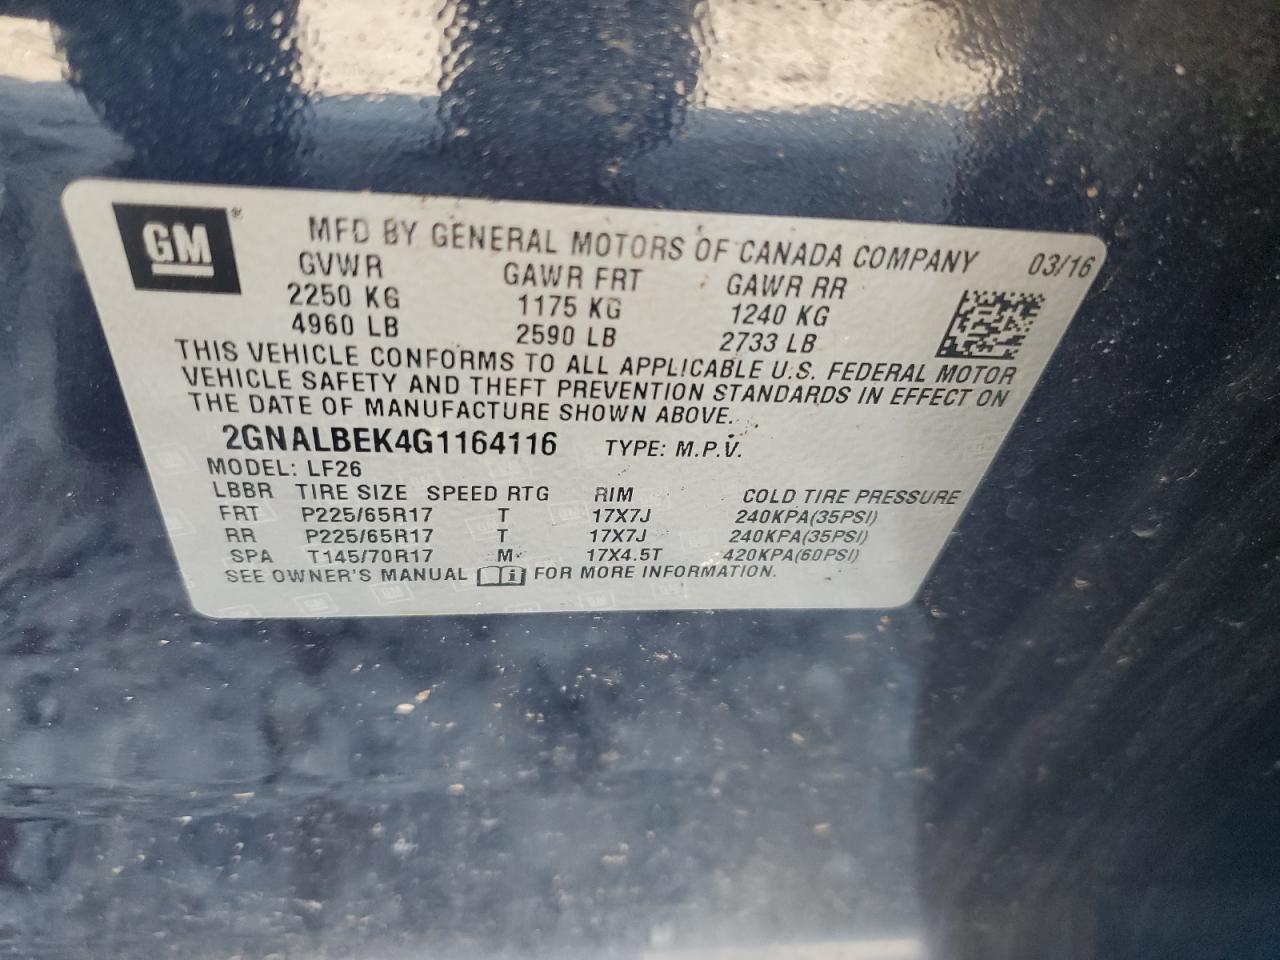 GM®
MFD BY GENERAL MOTORS OF CANADA COMPANY 03/16
GVWR GAWR FRT GAWR RR
2250 KG 1175 KG 1240 KG
4960 LB 2590 LB 2733 LB
THIS VEHICLE CONFORMS TO ALL APPLICABLE U.S. FEDERAL MOTOR
VEHICLE SAFETY AND THEFT PREVENTION STANDARDS IN EFFECT ON
THE DATE OF MANUFACTURE SHOWN ABOVE.
2GNALBEK4G1164116 TYPE: M.P.V.
MODEL: LF26
LBBR TIRE SIZE SPEED RTG RIM COLD TIRE PRESSURE
FRT P225/65R17 T 17X7J 240KPA(35PSI)
RR P225/65R17 T 17X7J 240KPA(35PSI)
SPA T145/70R17 M 17X4.5T 420KPA(60PSI)
SEE OWNER'S MANUAL i FOR MORE INFORMATION.